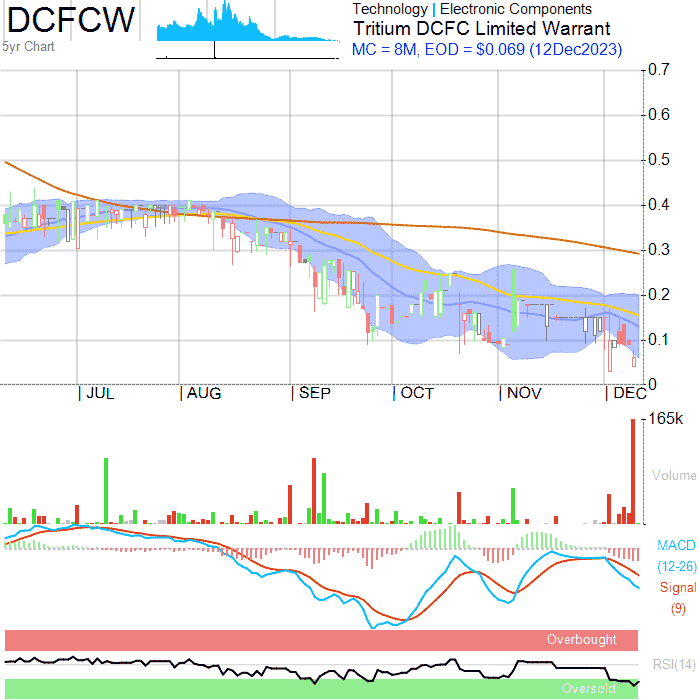 DCFCW
5yr Chart
Technology | Electronic Components
Tritium DCFC Limited Warrant
MC = 8M, EOD = $0.069 (12Dec2023)
0.7
0.6
0.5
0.4
0.3
0.2
0.1
0
JUL
AUG
SEP
OCT
NOV
DEC
165k
Volume
MACD
(12-26)
Signal
(9)
Overbought
RSI(14)
Oversold